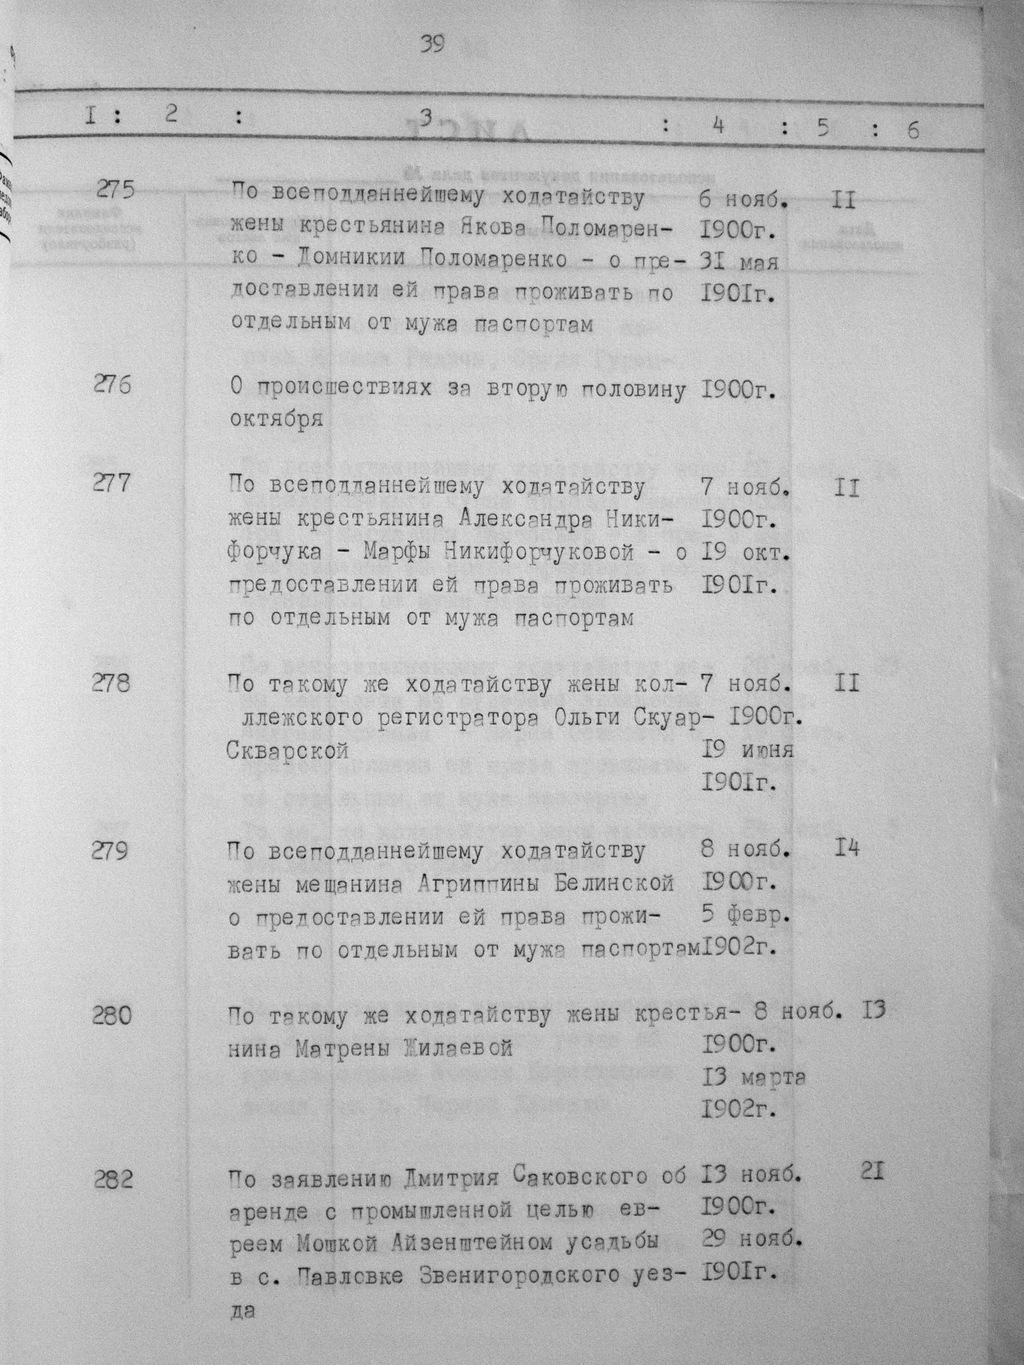 39
I : 2 : 3 : 4 : 5 : 6
275 По всеподданнейшему ходатайству 6 нояб. II
жены крестьянина Якова Поломарен- 1900г.
ко - Домникии Поломаренко - о пре- 31 мая
доставлении ей права проживать по 1901г.
отдельным от мужа паспортам
276 О происшествиях за вторую половину 1900г.
октября
277 По всеподданнейшему ходатайству 7 нояб. II
жены крестьянина Александра Ники- 1900г.
форчука - Марфы Никифорчуковой - о 19 окт.
предоставлении ей права проживать 1901г.
по отдельным от мужа паспортам
278 По такому же ходатайству жены кол- 7 нояб. II
ллежского регистратора Ольги Скуар- 1900г.
Скварской 19 июня
1901г.
279 По всеподданнейшему ходатайству 8 нояб. I4
жены мещанина Агриппины Белинской 1900г.
о предоставлении ей права прожи- 5 февр.
вать по отдельным от мужа паспортам 1902г.
280 По такому же ходатайству жены крестья- 8 нояб. I3
нина Матрены Жилаевой 1900г.
13 марта
1902г.
282 По заявлению Дмитрия Саковского об 13 нояб. 2I
аренде с промышленной целью ев- 1900г.
реем Мошкой Айзенштейном усадьбы 29 нояб.
в с. Павловке Звенигородского уез- 1901г.
да